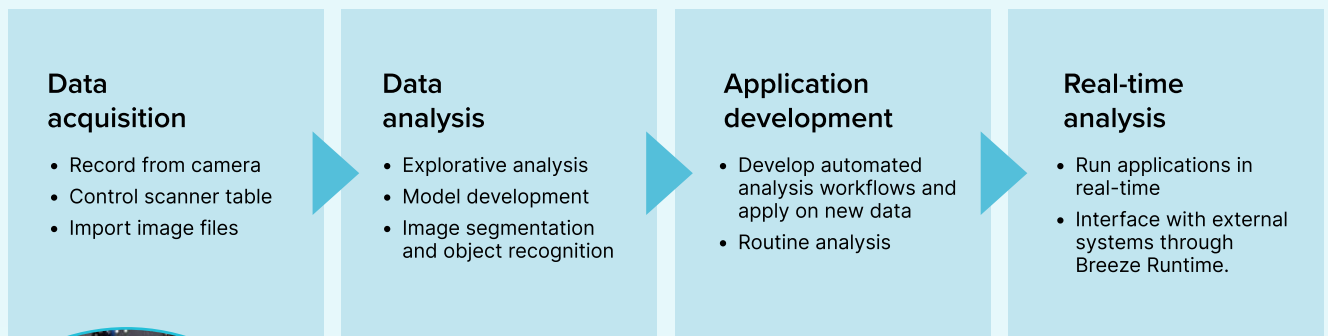 Data
acquisition
• Record from camera
• Control scanner table
• Import image files
Data
analysis
• Explorative analysis
• Model development
• Image segmentation
and object recognition
Application
development
• Develop automated
analysis workflows and
apply on new data
• Routine analysis
Real-time
analysis
• Run applications in
real-time
• Interface with external
systems through
Breeze Runtime.